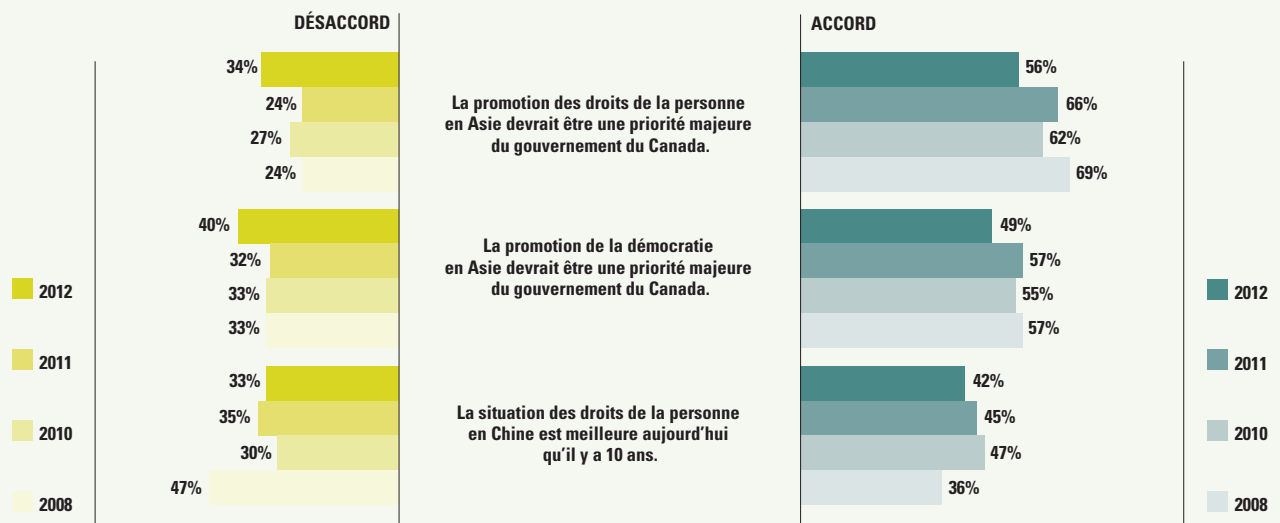 DÉSACCORD
ACCORD
34%
24%
27%
24%
La promotion des droits de la personne
en Asie devrait être une priorité majeure
du gouvernement du Canada.
56%
66%
62%
69%
40%
32%
33%
33%
La promotion de la démocratie
en Asie devrait être une priorité majeure
du gouvernement du Canada.
49%
57%
55%
57%
33%
35%
30%
47%
La situation des droits de la personne
en Chine est meilleure aujourd'hui
qu'il y a 10 ans.
42%
45%
47%
36%
2012
2011
2010
2008
2012
2011
2010
2008